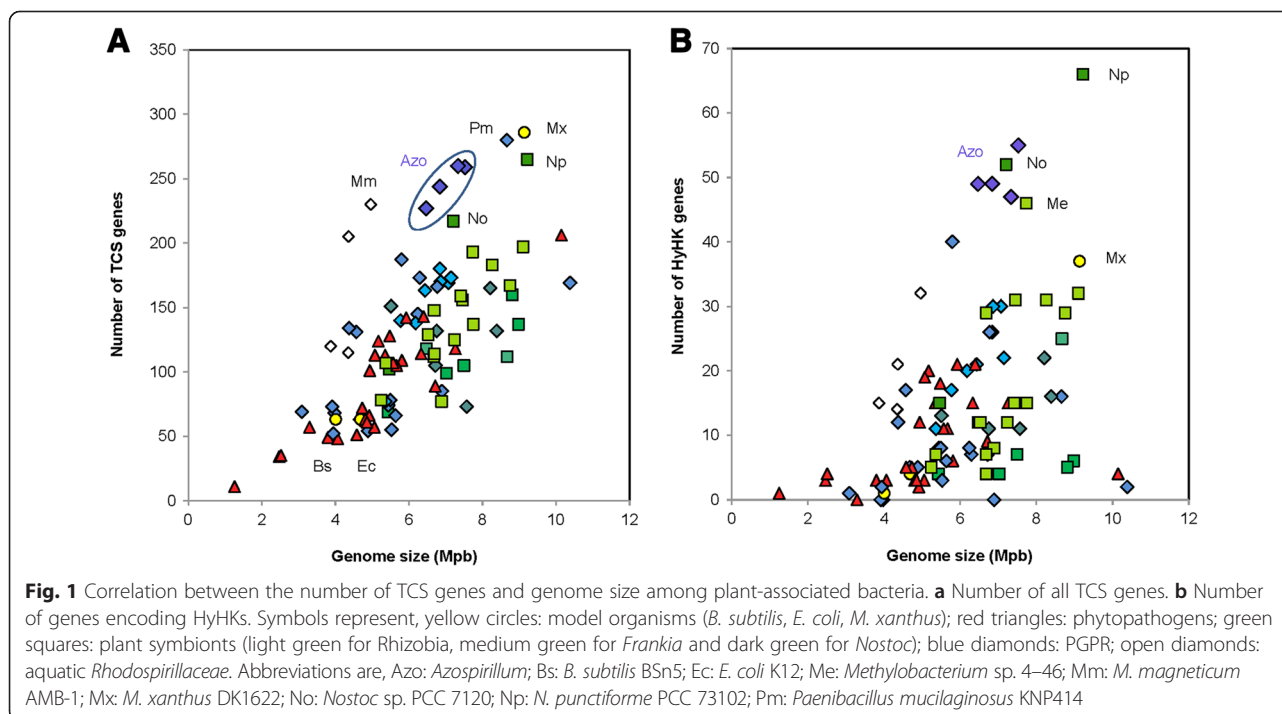 A
B
350
300
250
200
150
100
50
0
Number of TCS genes
0 2 4 6 8 10 12
Genome size (Mpb)
Pm
Mx
Np
Azo
Mm
No
Bs
Ec
70
60
50
40
30
20
10
0
Number of HyHK genes
0 2 4 6 8 10 12
Genome size (Mpb)
Np
Azo
No
Me
Mx
Fig. 1 Correlation between the number of TCS genes and genome size among plant-associated bacteria. a Number of all TCS genes. b Number
of genes encoding HyHKs. Symbols represent, yellow circles: model organisms (B. subtilis, E. coli, M. xanthus); red triangles: phytopathogens; green
squares: plant symbionts (light green for Rhizobia, medium green for Frankia and dark green for Nostoc); blue diamonds: PGPR; open diamonds:
aquatic Rhodospirillaceae. Abbreviations are, Azo: Azospirillum; Bs: B. subtilis BSn5; Ec: E. coli K12; Me: Methylobacterium sp. 4–46; Mm: M. magneticum
AMB-1; Mx: M. xanthus DK1622; No: Nostoc sp. PCC 7120; Np: N. punctiforme PCC 73102; Pm: Paenibacillus mucilaginosus KNP414